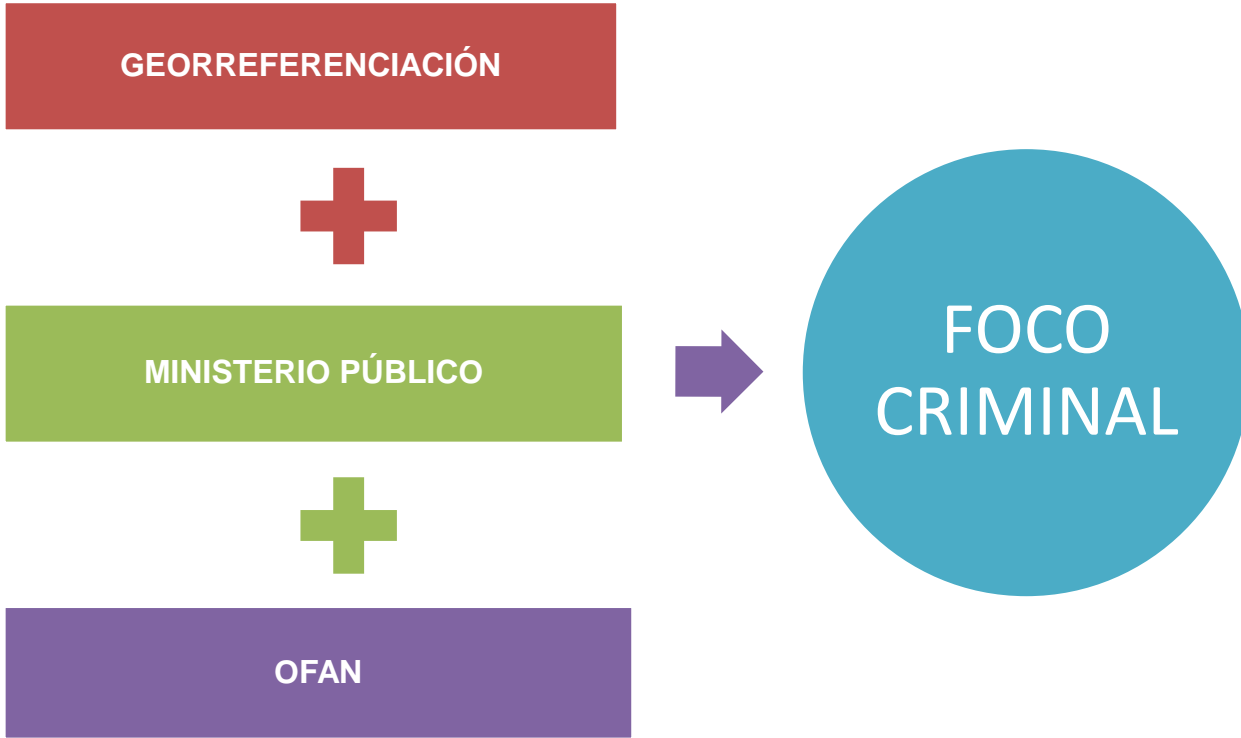 GEORREFERENCIACIÓN
MINISTERIO PÚBLICO
OFAN
FOCO
CRIMINAL